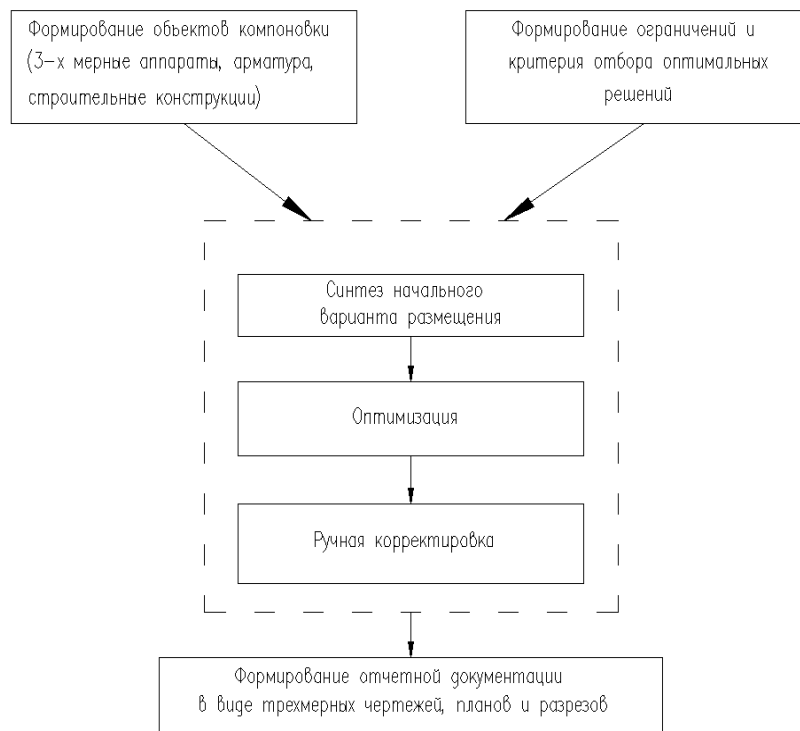 Формирование объектов компоновки
(3-х мерные аппараты, арматура,
строительные конструкции)
Формирование ограничений и
критерия отбора оптимальных
решений
Синтез начального
варианта размещения
Оптимизация
Ручная корректировка
Формирование отчетной документации
в виде трехмерных чертежей, планов и разрезов